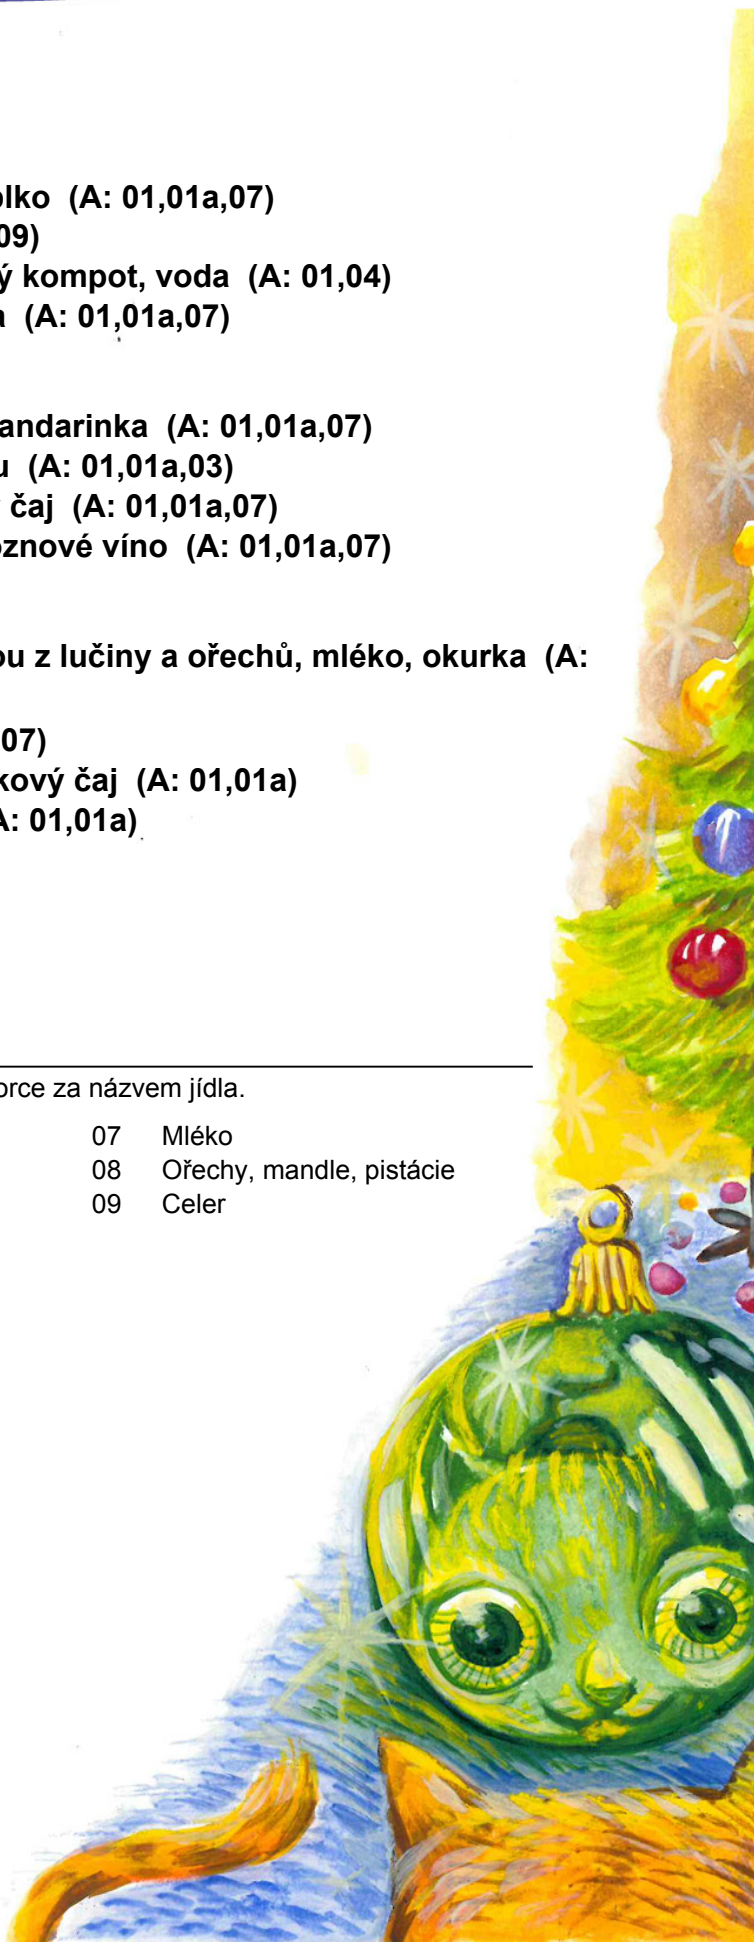 plko (A: 01,01a,07)
09)
ý kompot, voda (A: 01,04)
a (A: 01,01a,07)
andarinka (A: 01,01a,07)
u (A: 01,01a,03)
čaj (A: 01,01a,07)
oznové víno (A: 01,01a,07)
ou z lučiny a ořechů, mléko, okurka (A:
07)
kový čaj (A: 01,01a)
A: 01,01a)
orce za názvem jídla.
07 Mléko
08 Ořechy, mandle, pistácie
09 Celer